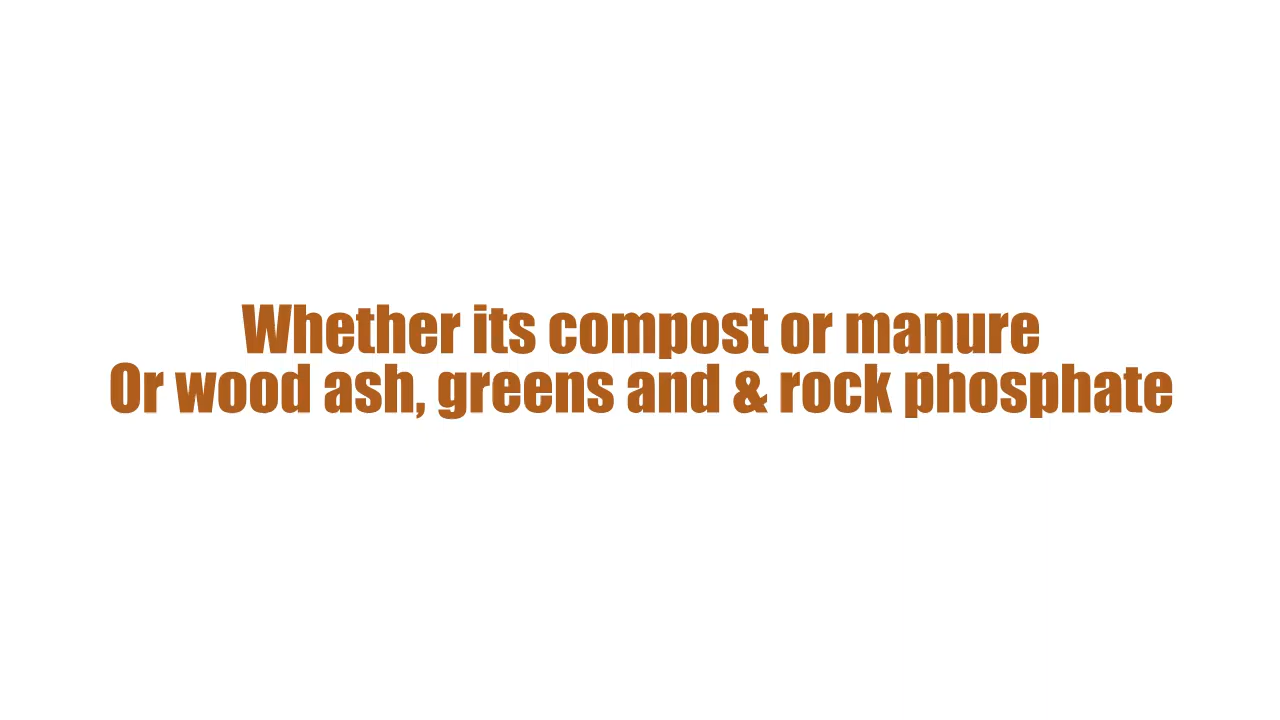 Whether its compost or manure
Or wood ash, greens and & rock phosphate